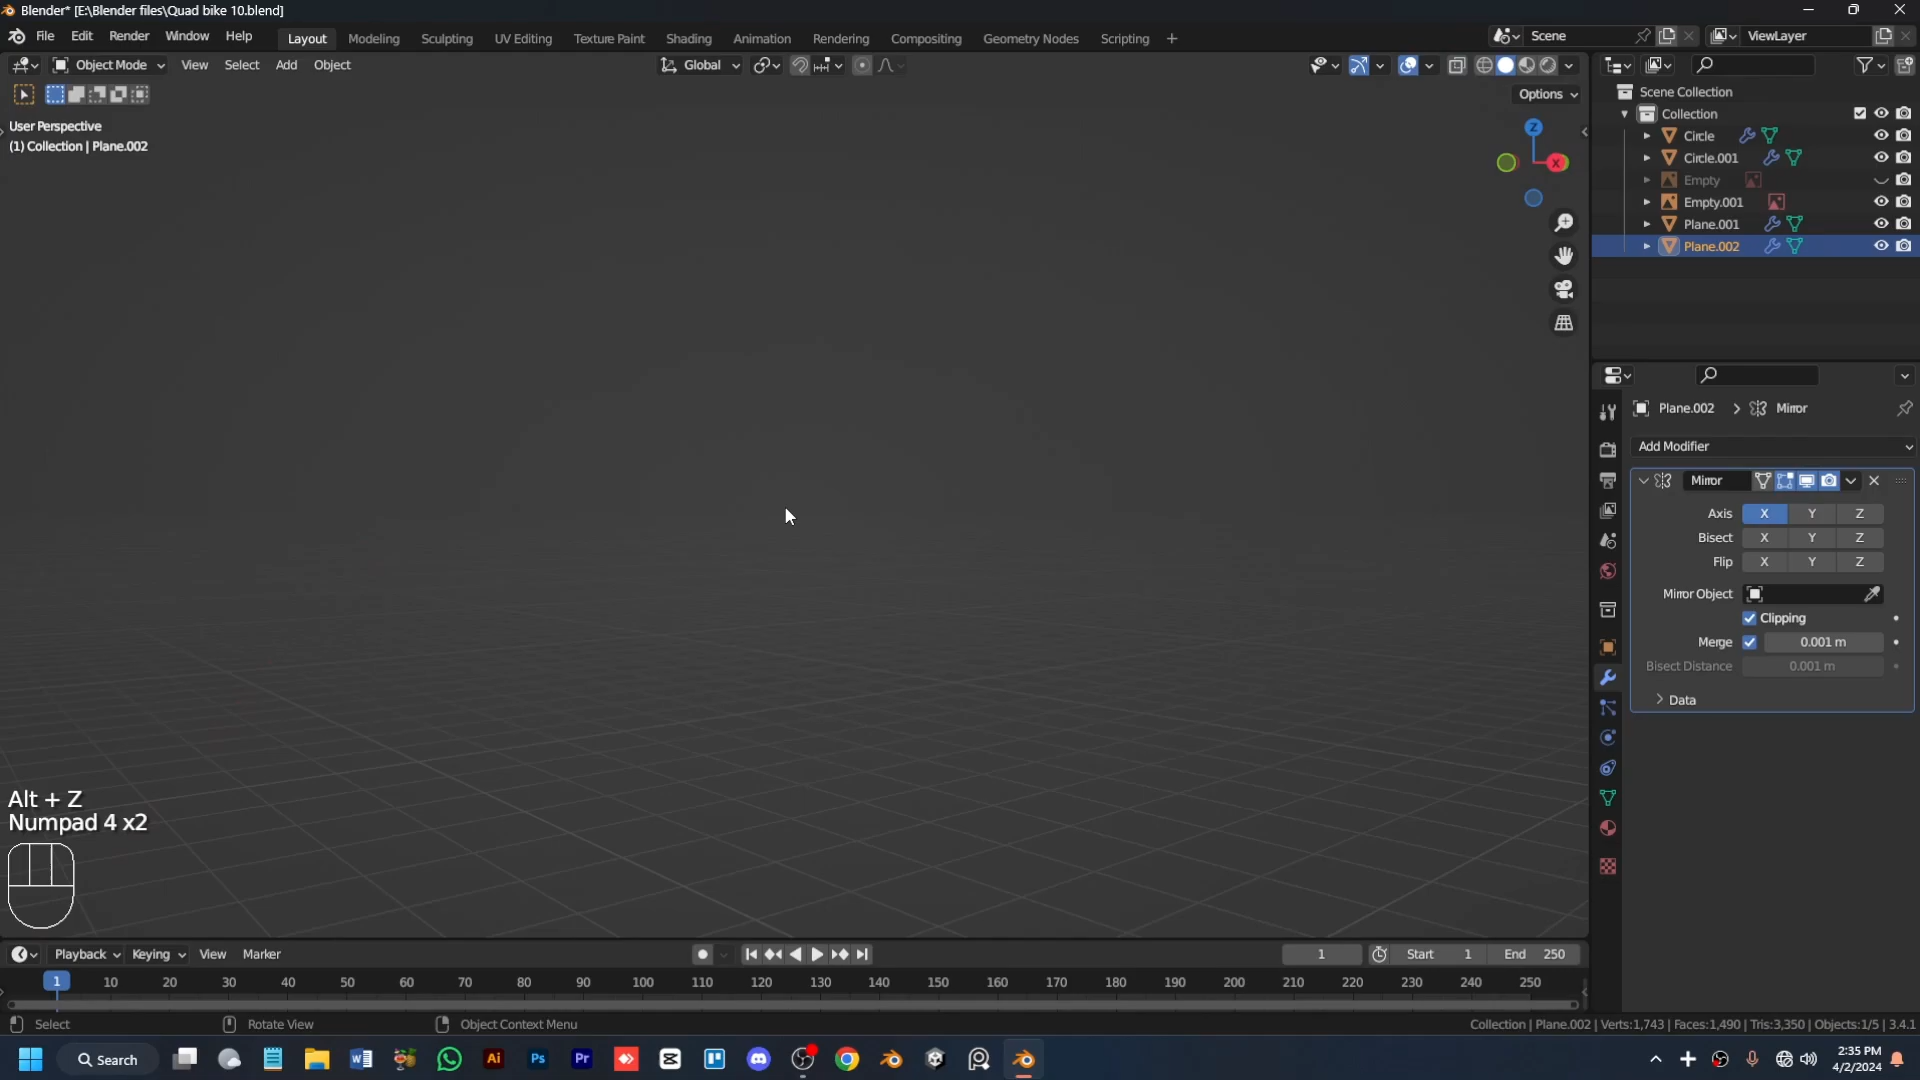 Blender* [E:\Blender files\Quad bike 10.blend]
File Edit Render Window Help Layout Modeling Sculpting UV Editing Texture Paint Shading Animation Rendering Compositing Geometry Nodes Scripting + Scene ViewLayer
Object Mode View Select Add Object Global
Options
User Perspective
(1) Collection | Plane.002
Z
X
Scene Collection
Collection
Circle
Circle.001
Empty
Empty.001
Plane.001
Plane.002
Plane.002 > Mirror
Add Modifier
Mirror
Axis X Y Z
Bisect X Y Z
Flip X Y Z
Mirror Object
Clipping
Merge 0.001 m
Bisect Distance 0.001 m
Data
Alt + Z
Numpad 4 x2
Playback Keying View Marker 1 Start 1 End 250
1 10 20 30 40 50 60 70 80 90 100 110 120 130 140 150 160 170 180 190 200 210 220 230 240 250
Select Rotate View Object Context Menu Collection | Plane.002 | Verts:1,743 | Faces:1,490 | Tris:3,350 | Objects:1/5 | 3.4.1
Search Ai Ps Pr 2:35 PM
4/2/2024